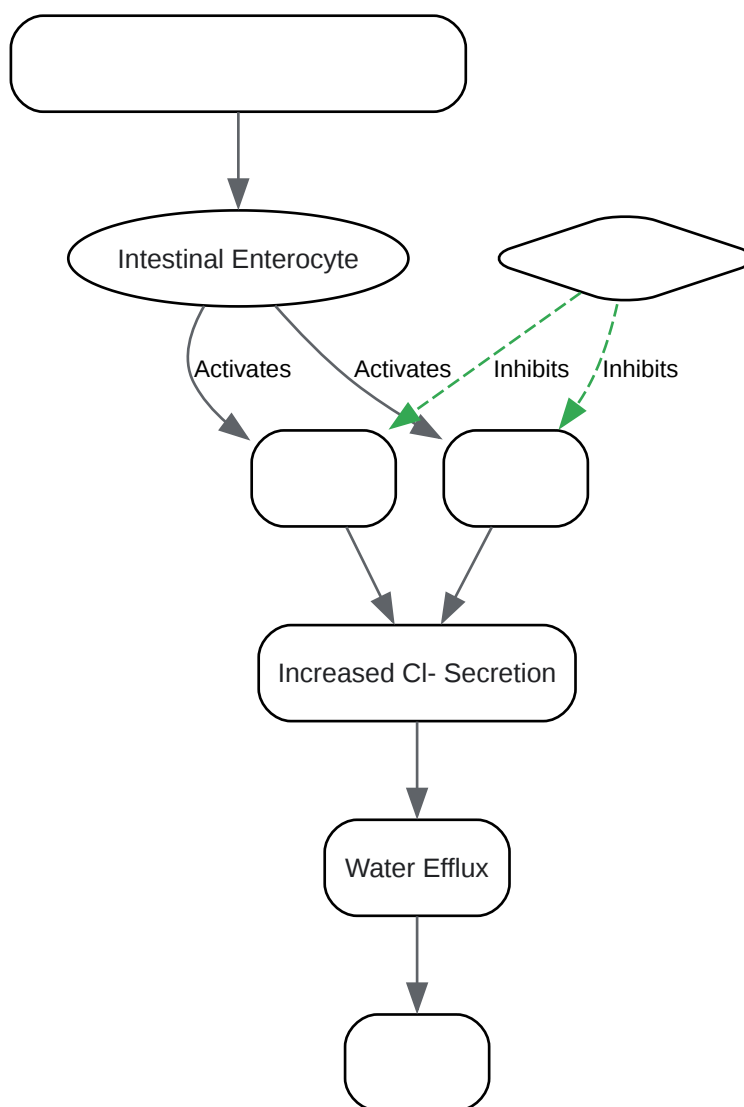 Intestinal Enterocyte
Activates
Activates
Inhibits
Inhibits
Increased Cl- Secretion
Water Efflux